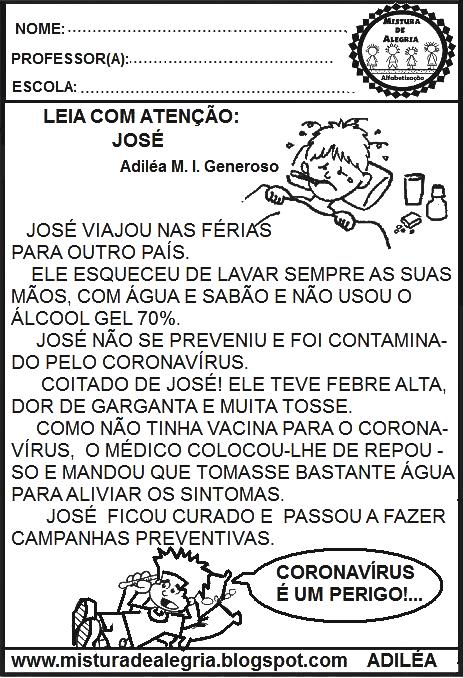 NOME:
MISTURA
DE
ALEGRIA
Alfabetização
PROFESSOR(A):
ESCOLA:
LEIA COM ATENÇÃO:
JOSÉ
Adiléa M. I. Generoso
JOSÉ VIAJOU NAS FÉRIAS
PARA OUTRO PAÍS.
ELE ESQUECEU DE LAVAR SEMPRE AS SUAS
MÃOS, COM ÁGUA E SABÃO E NÃO USOU O
ÁLCOOL GEL 70%.
JOSÉ NÃO SE PREVENIU E FOI CONTAMINA-
DO PELO CORONAVÍRUS.
COITADO DE JOSÉ! ELE TEVE FEBRE ALTA,
DOR DE GARGANTA E MUITA TOSSE.
COMO NÃO TINHA VACINA PARA O CORONA-
VÍRUS, O MÉDICO COLOCOU-LHE DE REPOU -
SO E MANDOU QUE TOMASSE BASTANTE ÁGUA
PARA ALIVIAR OS SINTOMAS.
JOSÉ FICOU CURADO E PASSOU A FAZER
CAMPANHAS PREVENTIVAS.
CORONAVÍRUS
É UM PERIGO!...
www.misturadealegria.blogspot.com ADILÉA